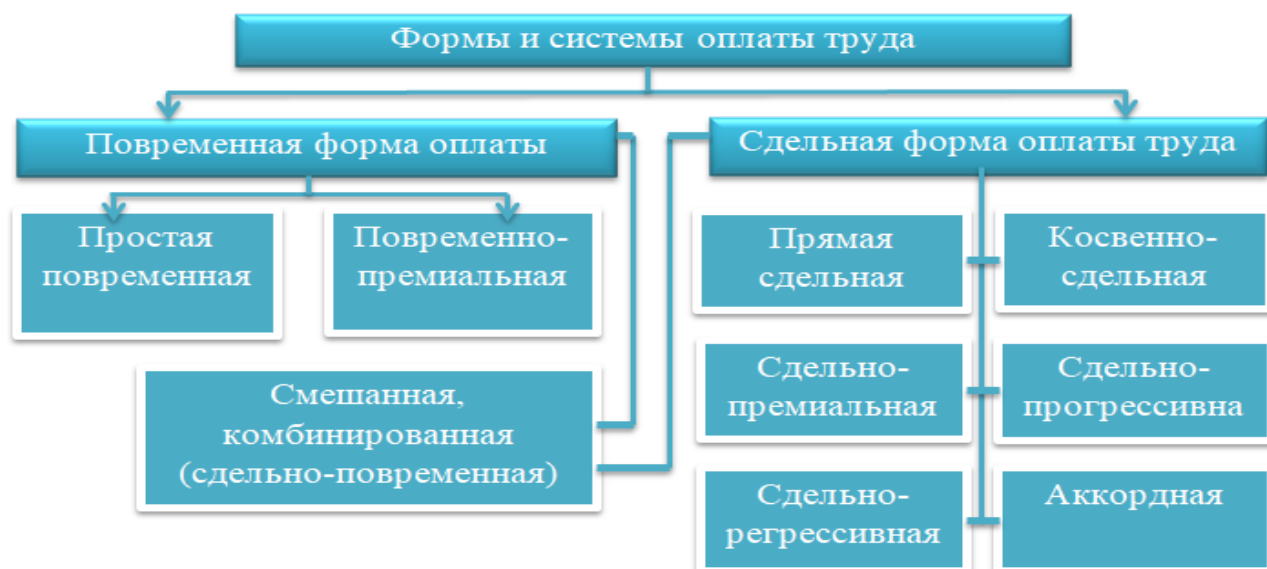 Формы и системы оплаты труда
Повременная форма оплаты
Сдельная форма оплаты труда
Простая
повременная
Повременно-
премиальная
Прямая
сдельная
Косвенно-
сдельная
Смешанная,
комбинированная
(сдельно-повременная)
Сдельно-
премиальная
Сдельно-
прогрессивна
Сдельно-
регрессивная
Аккордная